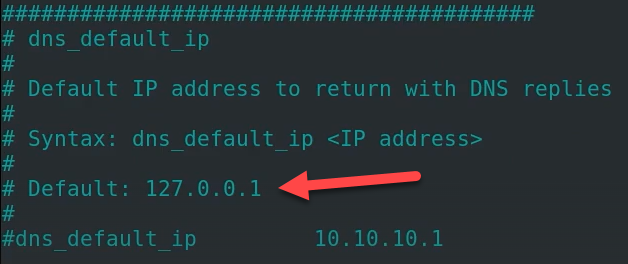 #########################################
# dns_default_ip
#
# Default IP address to return with DNS replies
#
# Syntax: dns_default_ip <IP address>
#
# Default: 127.0.0.1
#
#dns_default_ip         10.10.10.1